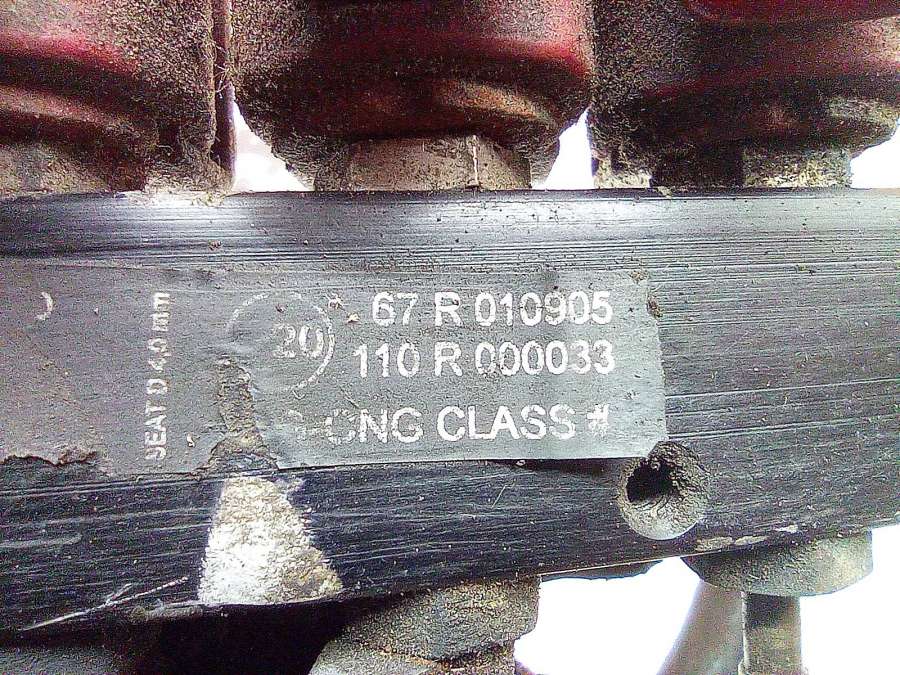 SEAT D 4,0 mm
20
67 R 010905
110 R 000033
CNG CLASS #